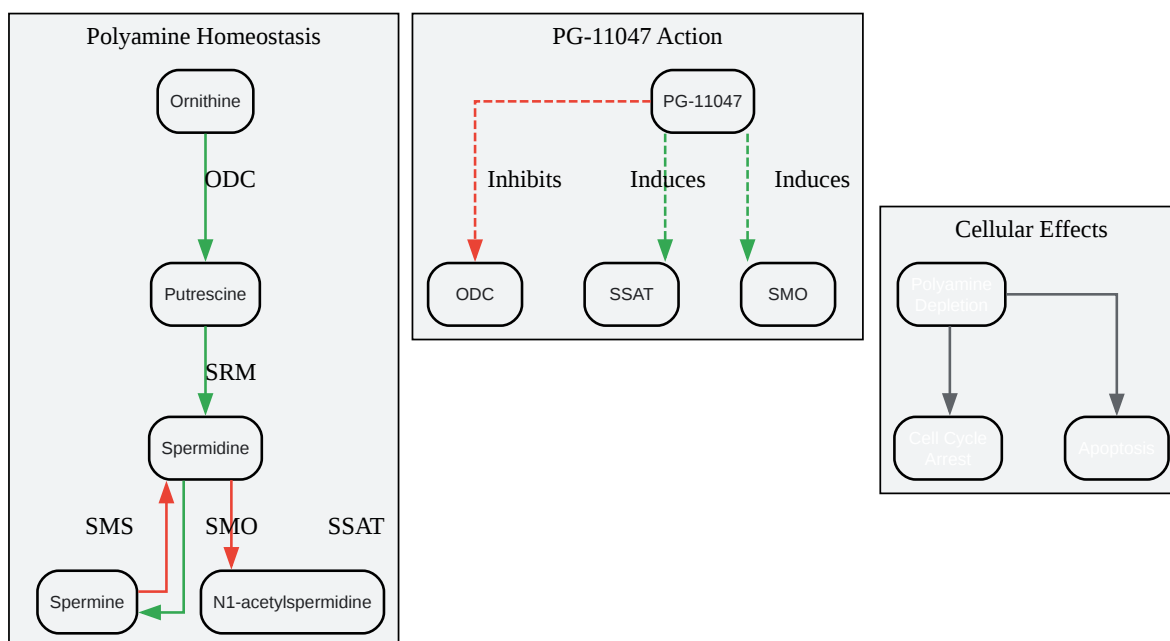 Polyamine Homeostasis
Ornithine
ODC
Putrescine
SRM
Spermidine
SMS
SMO
SSAT
Spermine
N1-acetylspermidine
PG-11047 Action
PG-11047
Inhibits
Induces
Induces
ODC
SSAT
SMO
Cellular Effects
Polyamine
Depletion
Cell Cycle
Arrest
Apoptosis